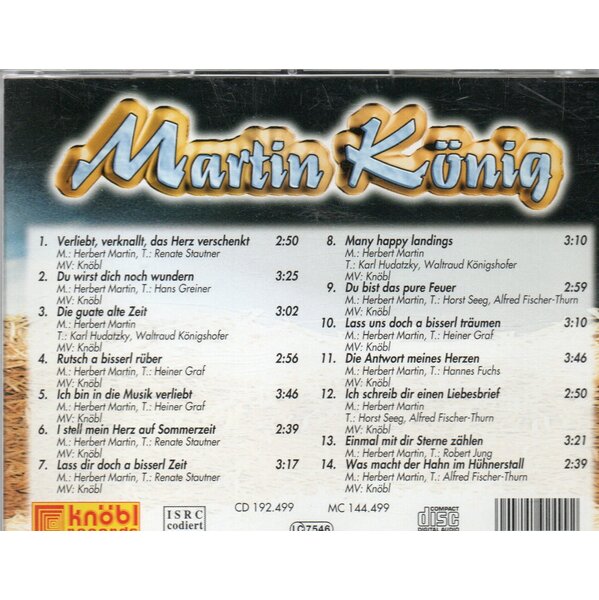 Martin König
1. Verliebt, verknallt, das Herz verschenkt 2:50
M.: Herbert Martin, T.: Renate Stautner
MV: Knöbl
2. Du wirst dich noch wundern 3:25
M.: Herbert Martin, T.: Hans Greiner
MV: Knöbl
3. Die guate alte Zeit 3:02
M.: Herbert Martin
T.: Karl Hudatzky, Waltraud Königshofer
MV: Knöbl
4. Rutsch a bisserl rüber 2:56
M.: Herbert Martin, T.: Heiner Graf
MV: Knöbl
5. Ich bin in die Musik verliebt 3:46
M.: Herbert Martin, T.: Heiner Graf
MV: Knöbl
6. I stell mein Herz auf Sommerzeit 2:39
M.: Herbert Martin, T.: Renate Stautner
MV: Knöbl
7. Lass dir doch a bisserl Zeit 3:17
M.: Herbert Martin, T.: Renate Stautner
MV: Knöbl
8. Many happy landings 3:10
M.: Herbert Martin
T.: Karl Hudatzky, Waltraud Königshofer
MV: Knöbl
9. Du bist das pure Feuer 2:59
M.: Herbert Martin, T.: Horst Seeg, Alfred Fischer-Thurn
MV: Knöbl
10. Lass uns doch a bisserl träumen 3:10
M.: Herbert Martin, T.: Heiner Graf
MV: Knöbl
11. Die Antwort meines Herzen 3:46
M.: Herbert Martin, T.: Hannes Fuchs
MV: Knöbl
12. Ich schreib dir einen Liebesbrief 2:50
M.: Herbert Martin
T.: Horst Seeg, Alfred Fischer-Thurn
MV: Knöbl
13. Einmal mit dir Sterne zählen 3:21
M.: Herbert Martin, T.: Robert Jung
MV: Knöbl
14. Was macht der Hahn im Hühnerstall 2:39
M.: Herbert Martin, T.: Alfred Fischer-Thurn
MV: Knöbl
knöbl
records
ISRC
codiert
CD 192.499 MC 144.499
LC 7546
COMPACT
disc
DIGITAL AUDIO